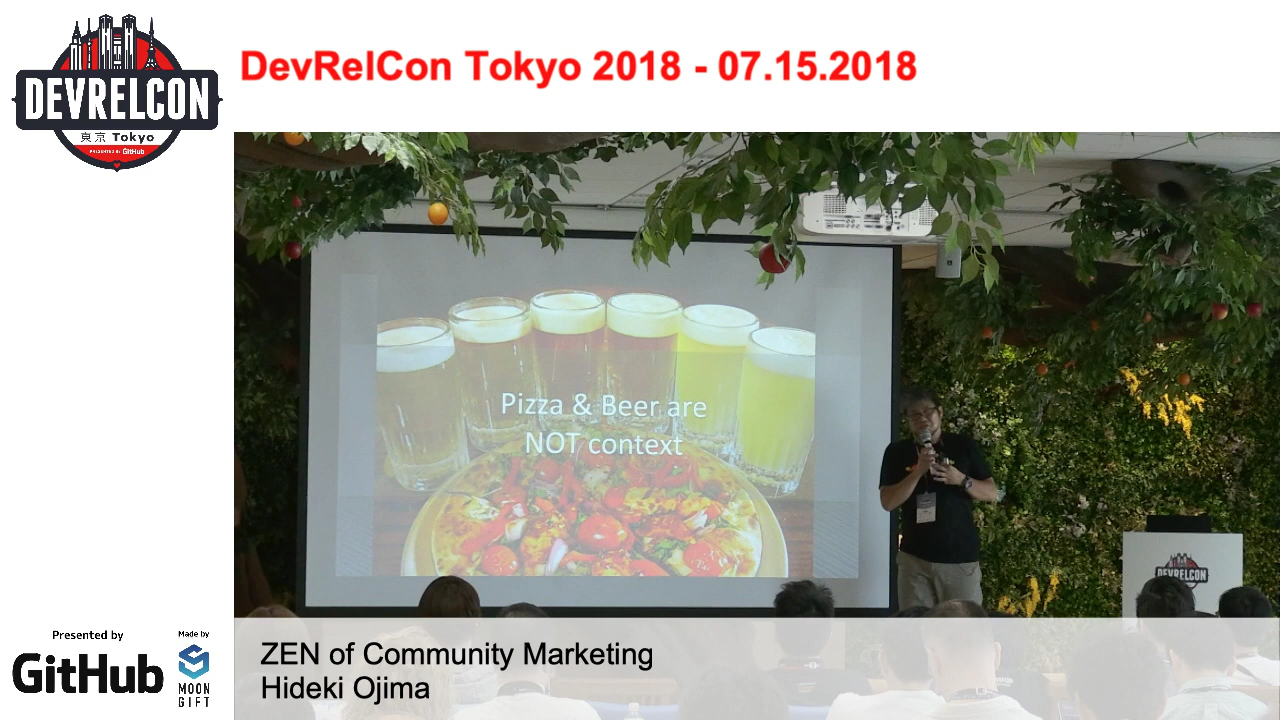 DEVRELCON
東京 Tokyo
PRESENTED BY GitHub
DevRelCon Tokyo 2018 - 07.15.2018
Pizza & Beer are
NOT context
DEVRELCON
Presented by
GitHub
Made by
MOON
GIFT
ZEN of Community Marketing
Hideki Ojima